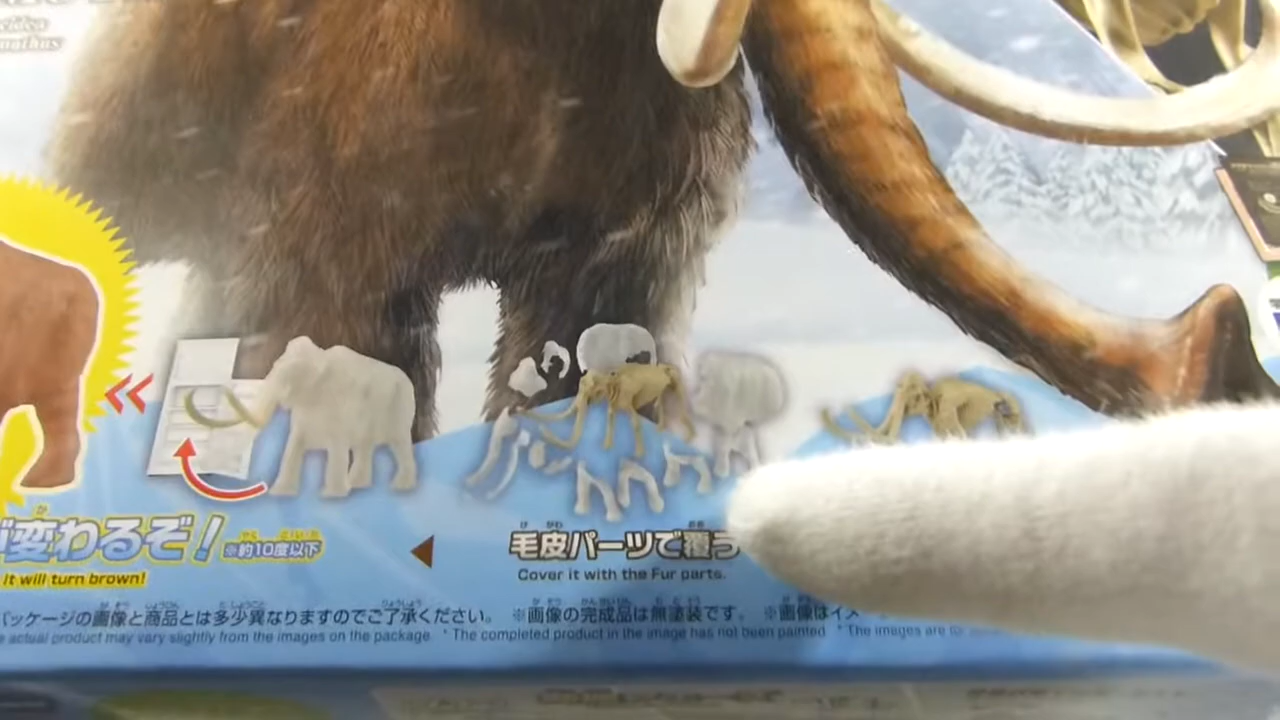 変わるぞ！
※約10度以下
it will turn brown!
毛皮パーツで覆う
Cover it with the Fur parts.
パッケージの画像と商品とは多少異なりますのでご了承ください。 ※画像の完成品は無塗装です。 ※画像はイメ
actual product may vary slightly from the images on the package. * The completed product in the image has not been painted * The images are for